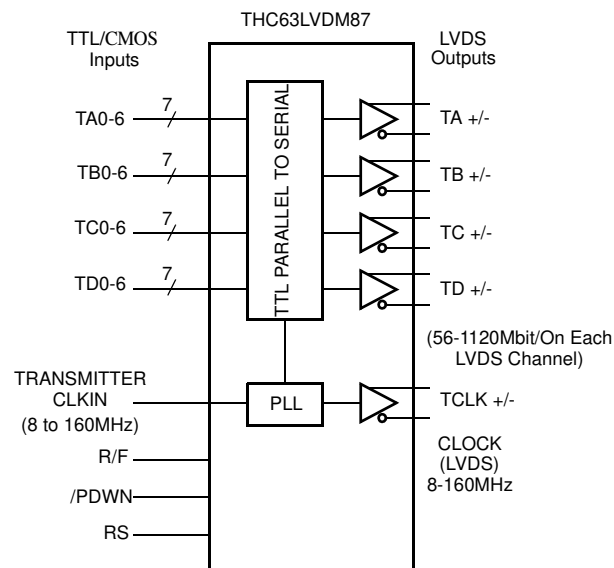 THC63LVDM87
TTL/CMOS
Inputs
LVDS
Outputs
TTL PARALLEL TO SERIAL
TA0-6
7
TA +/-
TB0-6
7
TB +/-
TC0-6
7
TC +/-
TD0-6
7
TD +/-
(56-1120Mbit/On Each
LVDS Channel)
TRANSMITTER
CLKIN
(8 to 160MHz)
PLL
TCLK +/-
CLOCK
(LVDS)
8-160MHz
R/F
/PDWN
RS